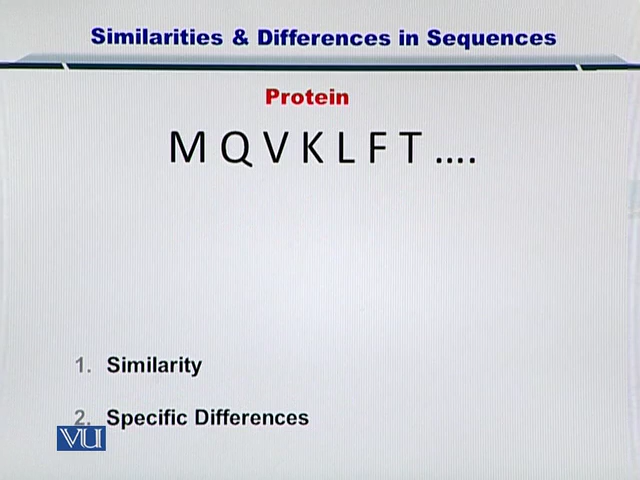 Similarities & Differences in Sequences
Protein
M Q V K L F T ....
1. Similarity
2. Specific Differences
VU